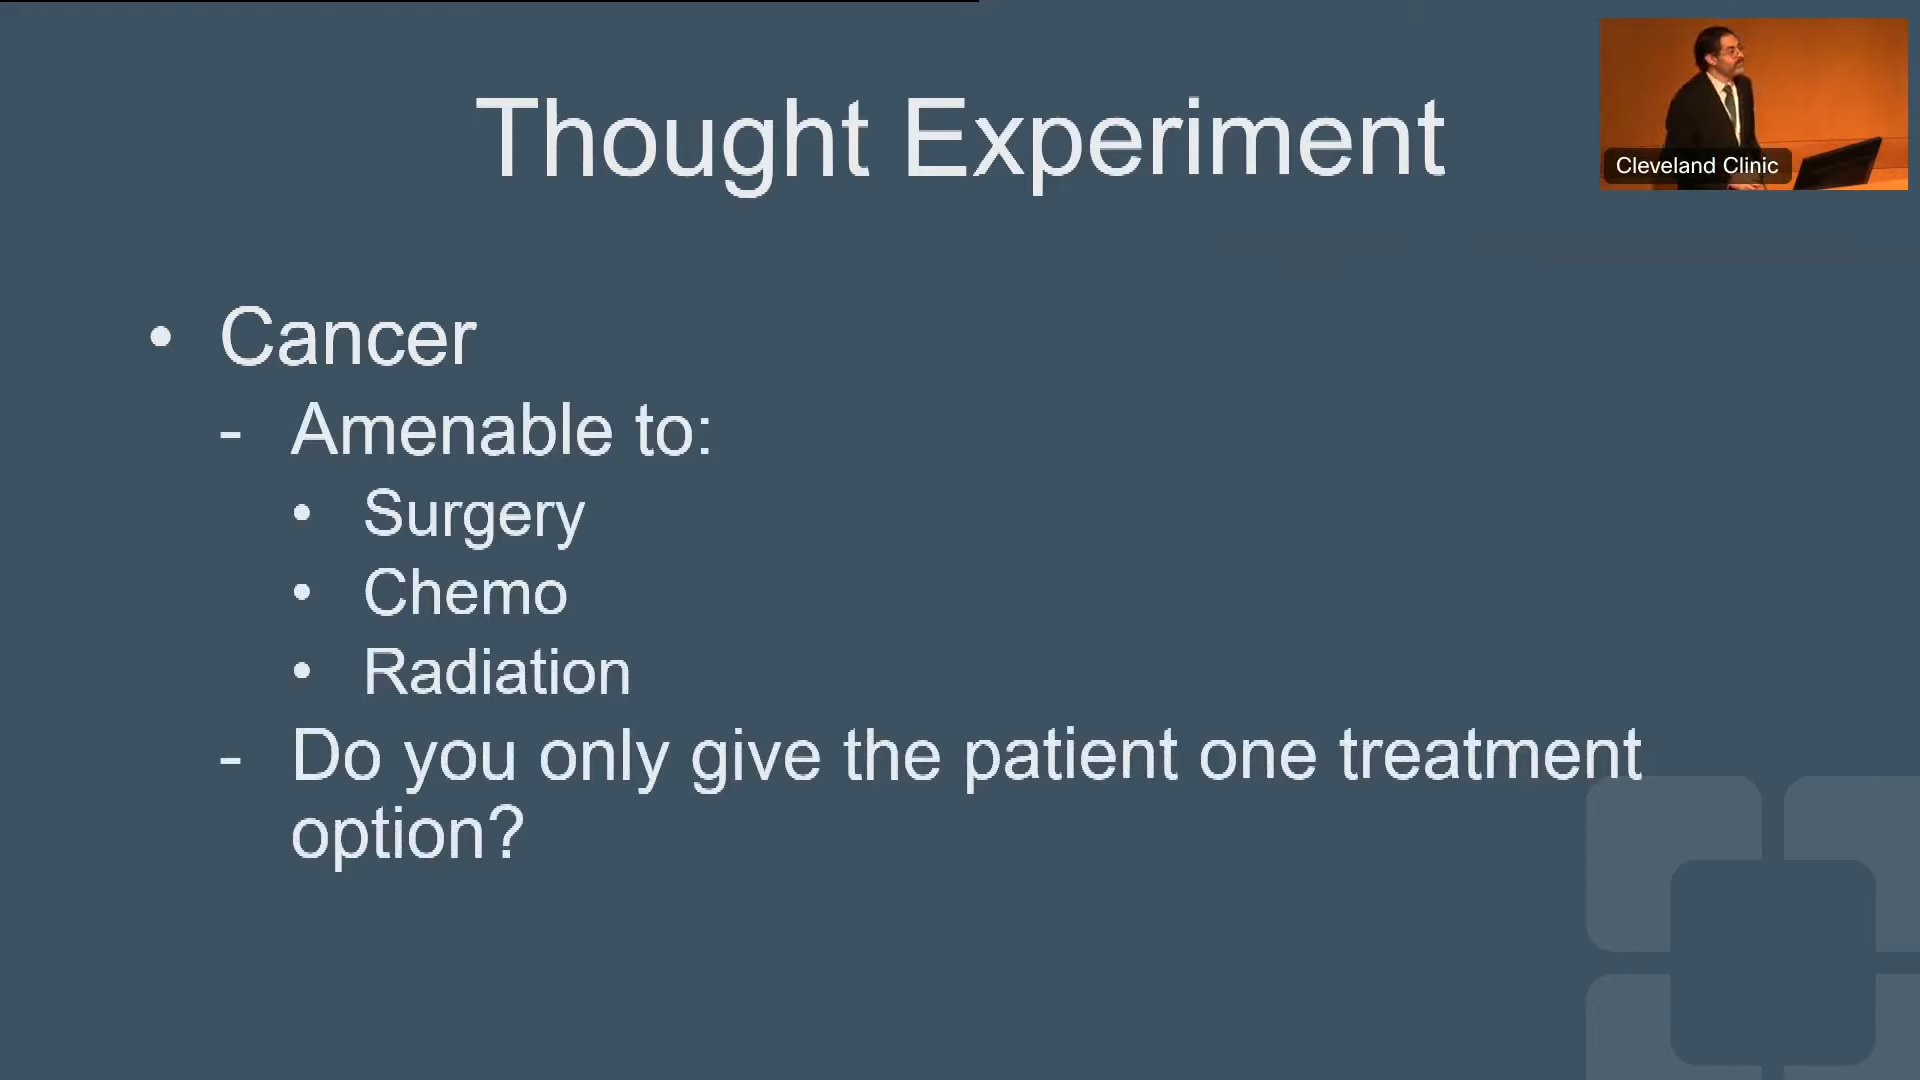 Thought Experiment
Cleveland Clinic
• Cancer
- Amenable to:
• Surgery
• Chemo
• Radiation
- Do you only give the patient one treatment
option?